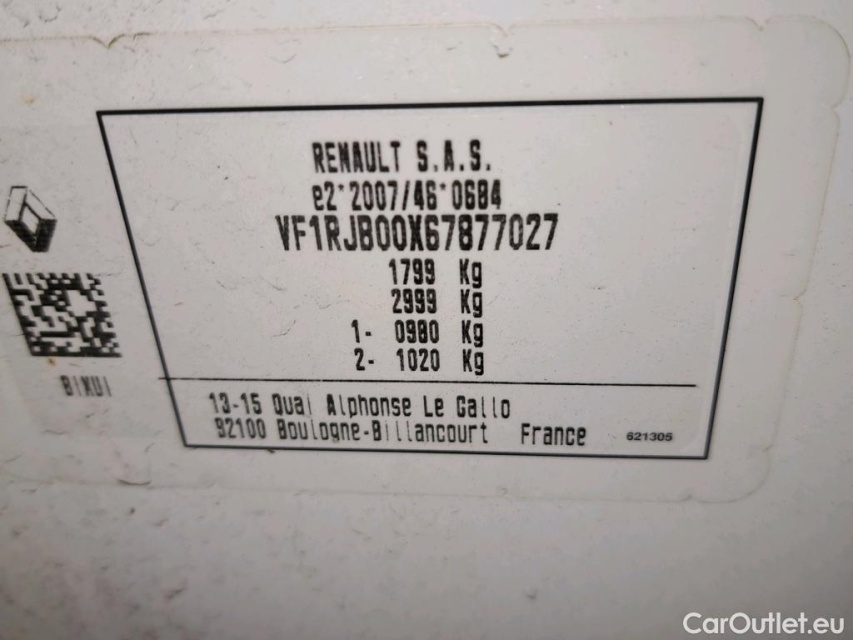 RENAULT S.A.S.
e2*2007/46*0684
VF1RJB00X67877027
1799 Kg
2999 Kg
1- 0980 Kg
2- 1020 Kg
13-15 Quai Alphonse Le Gallo
92100 Boulogne-Billancourt France
621305
CarOutlet.eu